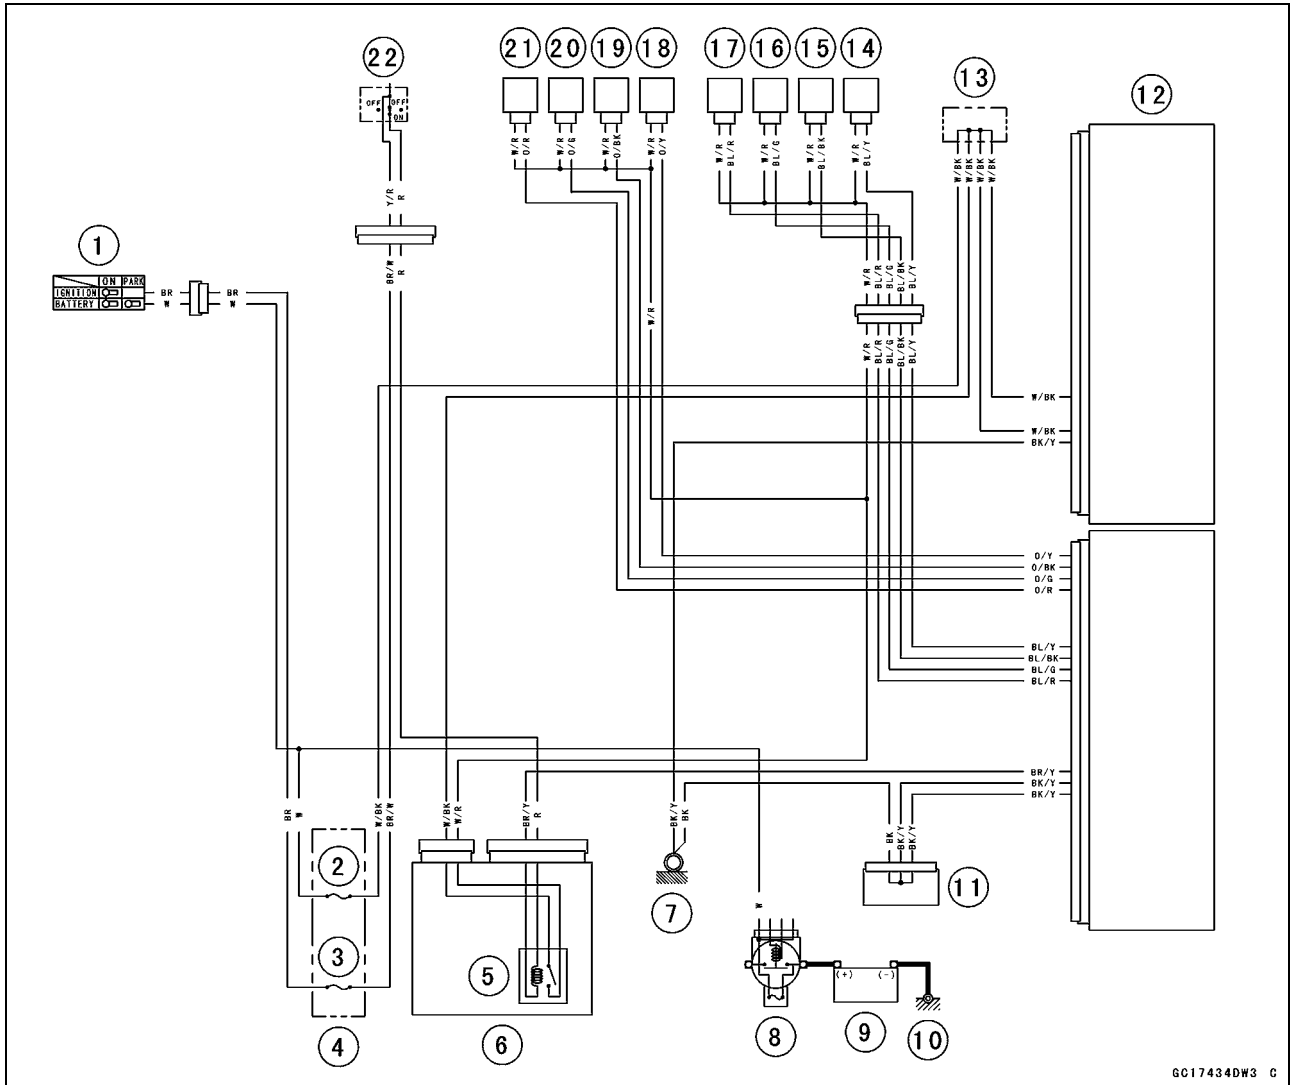 22
21
20
19
18
17
16
15
14
13
12
OFF
OFF
ON
W/R
O/R
W/R
O/G
W/R
O/BK
W/R
O/Y
W/R
BL/R
W/R
BL/G
W/R
BL/BK
W/R
BL/Y
W/BK
W/BK
W/BK
W/BK
Y/R
R
1
ON PARK
IGNITION
BATTERY
BR
W
BR
W
BR/W
R
W/R
BL/R
BL/G
BL/BK
BL/Y
W/R
W/R
BL/R
BL/G
BL/BK
BL/Y
W/BK
W/BK
BK/Y
O/Y
O/BK
O/G
O/R
BL/Y
BL/BK
BL/G
BL/R
BR/Y
BK/Y
BK/Y
BR
W
W/BK
BR/W
W/BK
W/R
BR/Y
R
BK/Y
BK
BK
BK/Y
BK/Y
2
3
4
5
6
7
W
11
(+) (-)
8
9
10
GC17434DW3 C